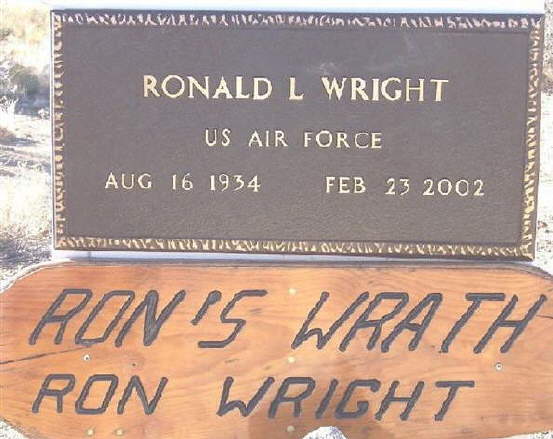 RONALD L WRIGHT
US AIR FORCE
AUG 16 1934 FEB 23 2002
RON'S WRATH
RON WRIGHT